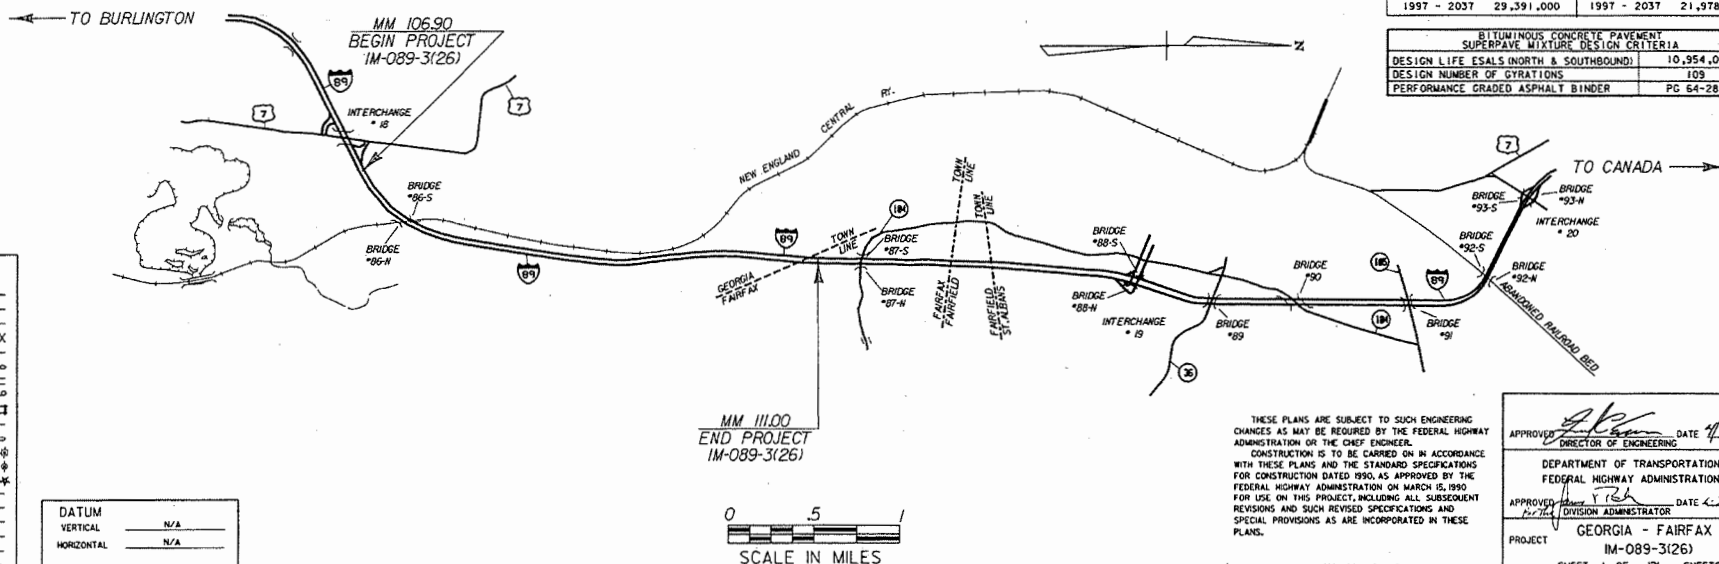 TO BURLINGTON
MM 106.90
BEGIN PROJECT
IM-089-3(26)
1997 - 2037 29,391,000 1997 - 2037 21,978
BITUMINOUS CONCRETE PAVEMENT
SUPERPAVE MIXTURE DESIGN CRITERIA
DESIGN LIFE ESALS (NORTH & SOUTHBOUND) 10,954,0
DESIGN NUMBER OF GYRATIONS 109
PERFORMANCE GRADED ASPHALT BINDER PG 64-28
N
89
7
INTERCHANGE
# 18
7
NEW ENGLAND CENTRAL RY.
TO CANADA
7
BRIDGE
#86-S
BRIDGE
#86-N
89
GEORGIA
FAIRFAX
TOWN
LINE
89
104
BRIDGE
#87-S
BRIDGE
#87-N
TOWN
LINE
FAIRFAX
FAIRFIELD
TOWN
LINE
FAIRFIELD
ST. ALBANS
BRIDGE
#88-S
BRIDGE
#88-N
INTERCHANGE
# 19
BRIDGE
#89
36
BRIDGE
#90
104
105
BRIDGE
#91
89
BRIDGE
#92-S
BRIDGE
#92-N
BRIDGE
#93-S
BRIDGE
#93-N
INTERCHANGE
# 20
ABANDONED RAILROAD BED
MM 111.00
END PROJECT
IM-089-3(26)
0 .5 1
SCALE IN MILES
DATUM
VERTICAL N/A
HORIZONTAL N/A
THESE PLANS ARE SUBJECT TO SUCH ENGINEERING
CHANGES AS MAY BE REQUIRED BY THE FEDERAL HIGHWAY
ADMINISTRATION OR THE CHIEF ENGINEER.
CONSTRUCTION IS TO BE CARRIED ON IN ACCORDANCE
WITH THESE PLANS AND THE STANDARD SPECIFICATIONS
FOR CONSTRUCTION DATED 1990, AS APPROVED BY THE
FEDERAL HIGHWAY ADMINISTRATION ON MARCH 15, 1990
FOR USE ON THIS PROJECT, INCLUDING ALL SUBSEQUENT
REVISIONS AND SUCH REVISED SPECIFICATIONS AND
SPECIAL PROVISIONS AS ARE INCORPORATED IN THESE
PLANS.
APPROVED DATE
DIRECTOR OF ENGINEERING
DEPARTMENT OF TRANSPORTATION
FEDERAL HIGHWAY ADMINISTRATION
APPROVED DATE
DIVISION ADMINISTRATOR
PROJECT GEORGIA - FAIRFAX
IM-089-3(26)